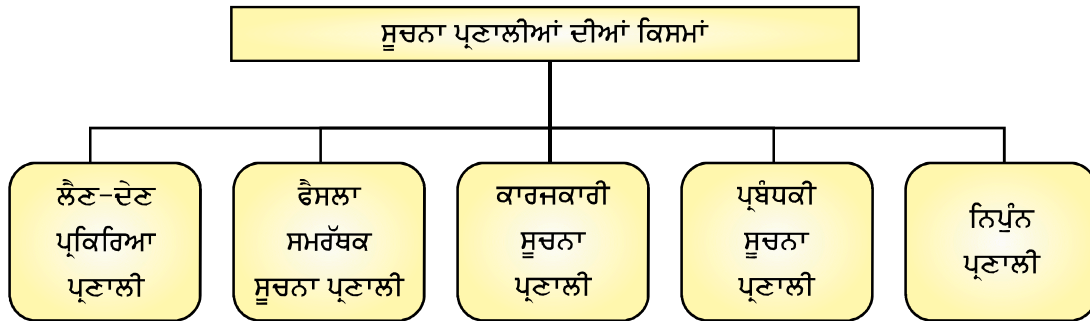 ਸੂਚਨਾ ਪ੍ਰਣਾਲੀਆਂ ਦੀਆਂ ਕਿਸਮਾਂ
ਲੈਣ-ਦੇਣ
ਪ੍ਰਕਿਰਿਆ
ਪ੍ਰਣਾਲੀ
ਫੈਸਲਾ
ਸਮਰੱਥਕ
ਸੂਚਨਾ ਪ੍ਰਣਾਲੀ
ਕਾਰਜਕਾਰੀ
ਸੂਚਨਾ
ਪ੍ਰਣਾਲੀ
ਪ੍ਰਬੰਧਕੀ
ਸੂਚਨਾ
ਪ੍ਰਣਾਲੀ
ਨਿਪੁੰਨ
ਪ੍ਰਣਾਲੀ